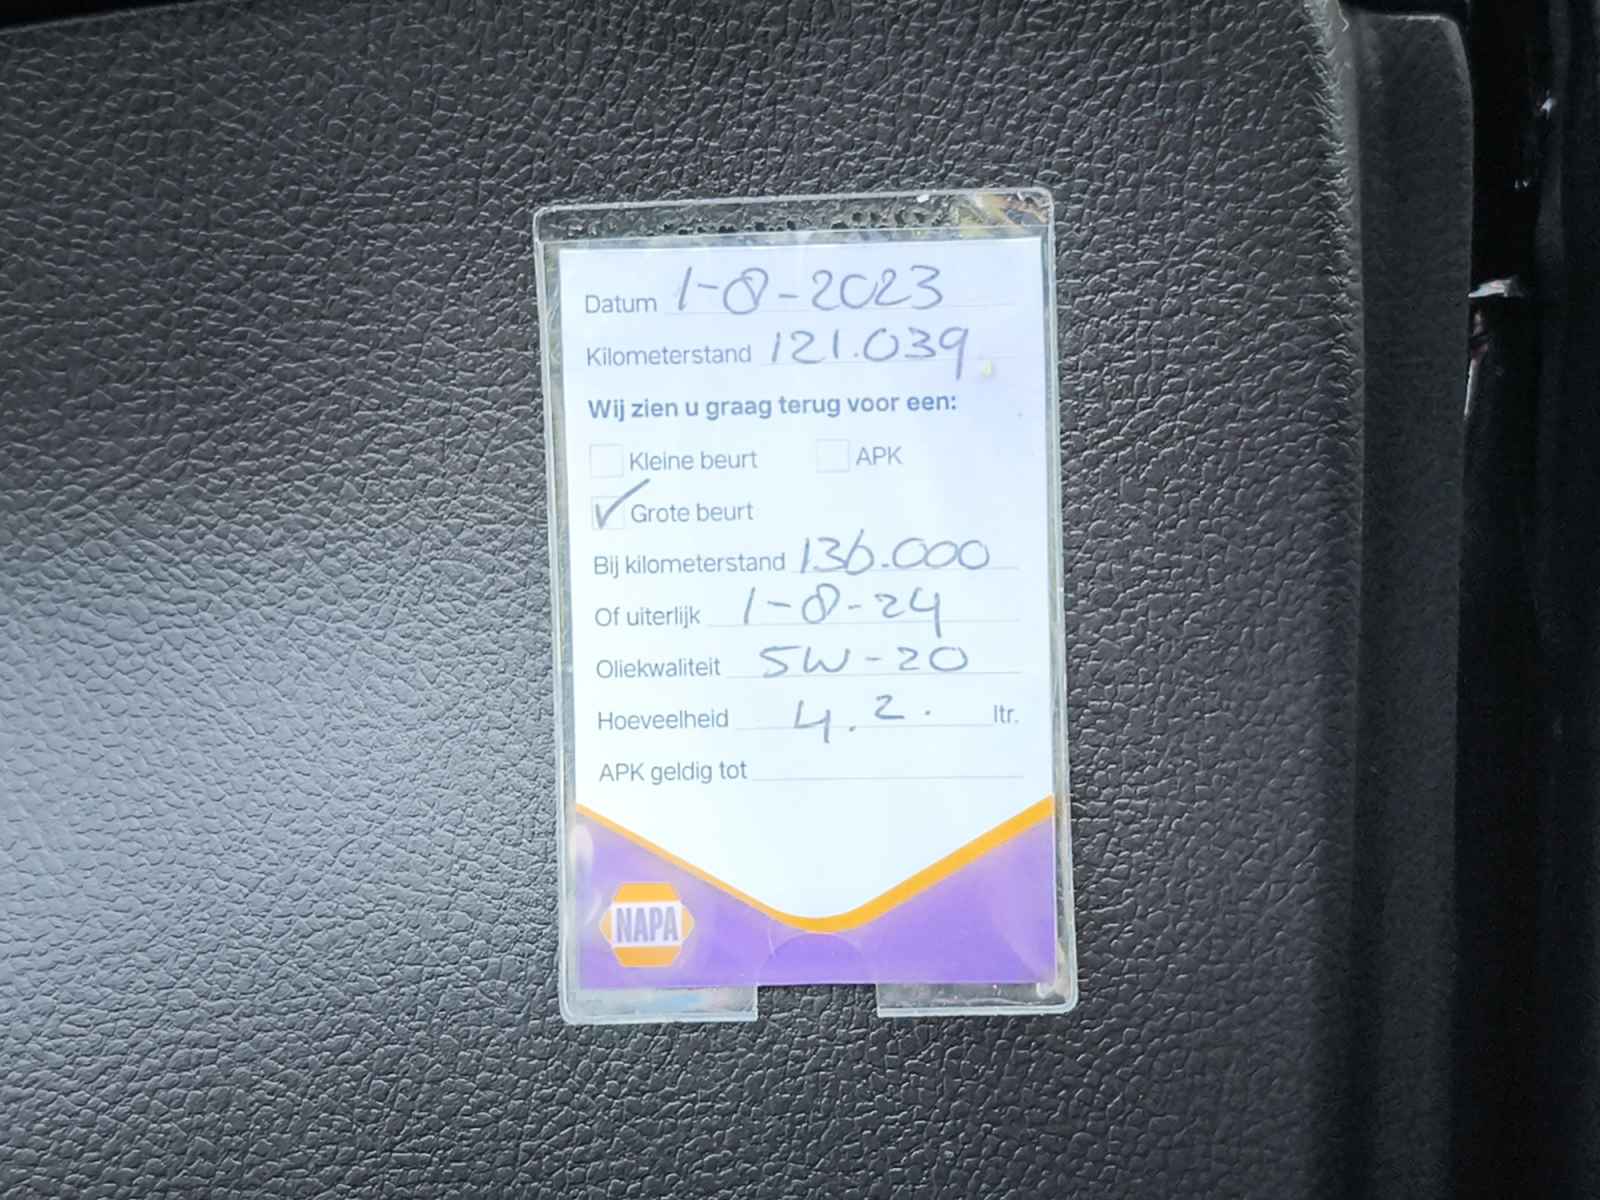 Datum 1-8-2023
Kilometerstand 121.039
Wij zien u graag terug voor een:
Kleine beurt APK
Grote beurt
Bij kilometerstand 136.000
Of uiterlijk 1-8-24
Oliekwaliteit 5W-20
Hoeveelheid 4.2. ltr.
APK geldig tot
NAPA